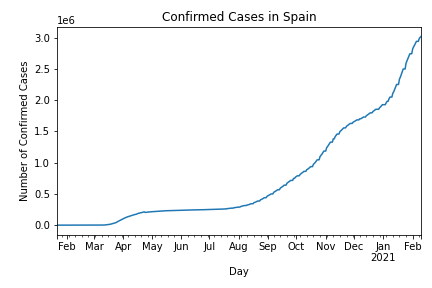 Confirmed Cases in Spain
1e6
3.0
2.5
2.0
1.5
1.0
0.5
0.0
Number of Confirmed Cases
Feb Mar Apr May Jun Jul Aug Sep Oct Nov Dec Jan Feb
2021
Day